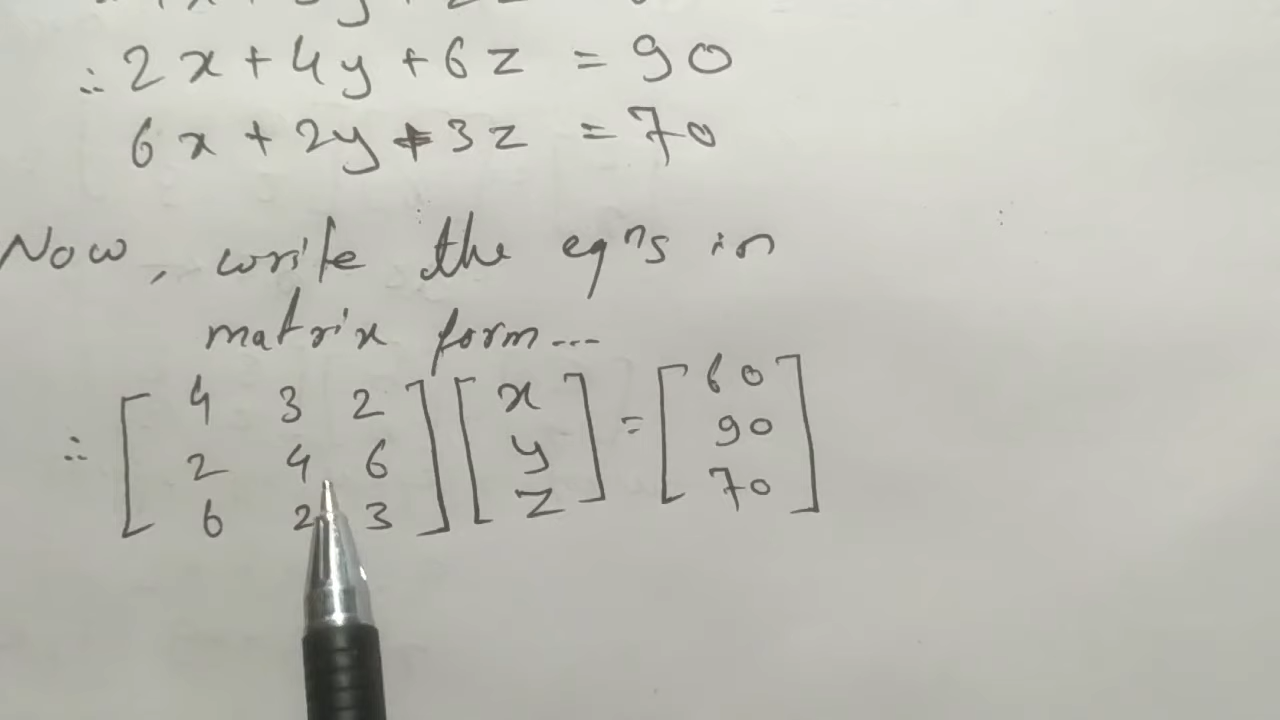 ∴ 2x + 4y + 6z = 90
6x + 2y + 3z = 70
Now, write the eqⁿs in
matrix form...
∴ [ 4 3 2 ] [ x ] = [ 60 ]
[ 2 4 6 ] [ y ] [ 90 ]
[ 6 2 3 ] [ z ] [ 70 ]